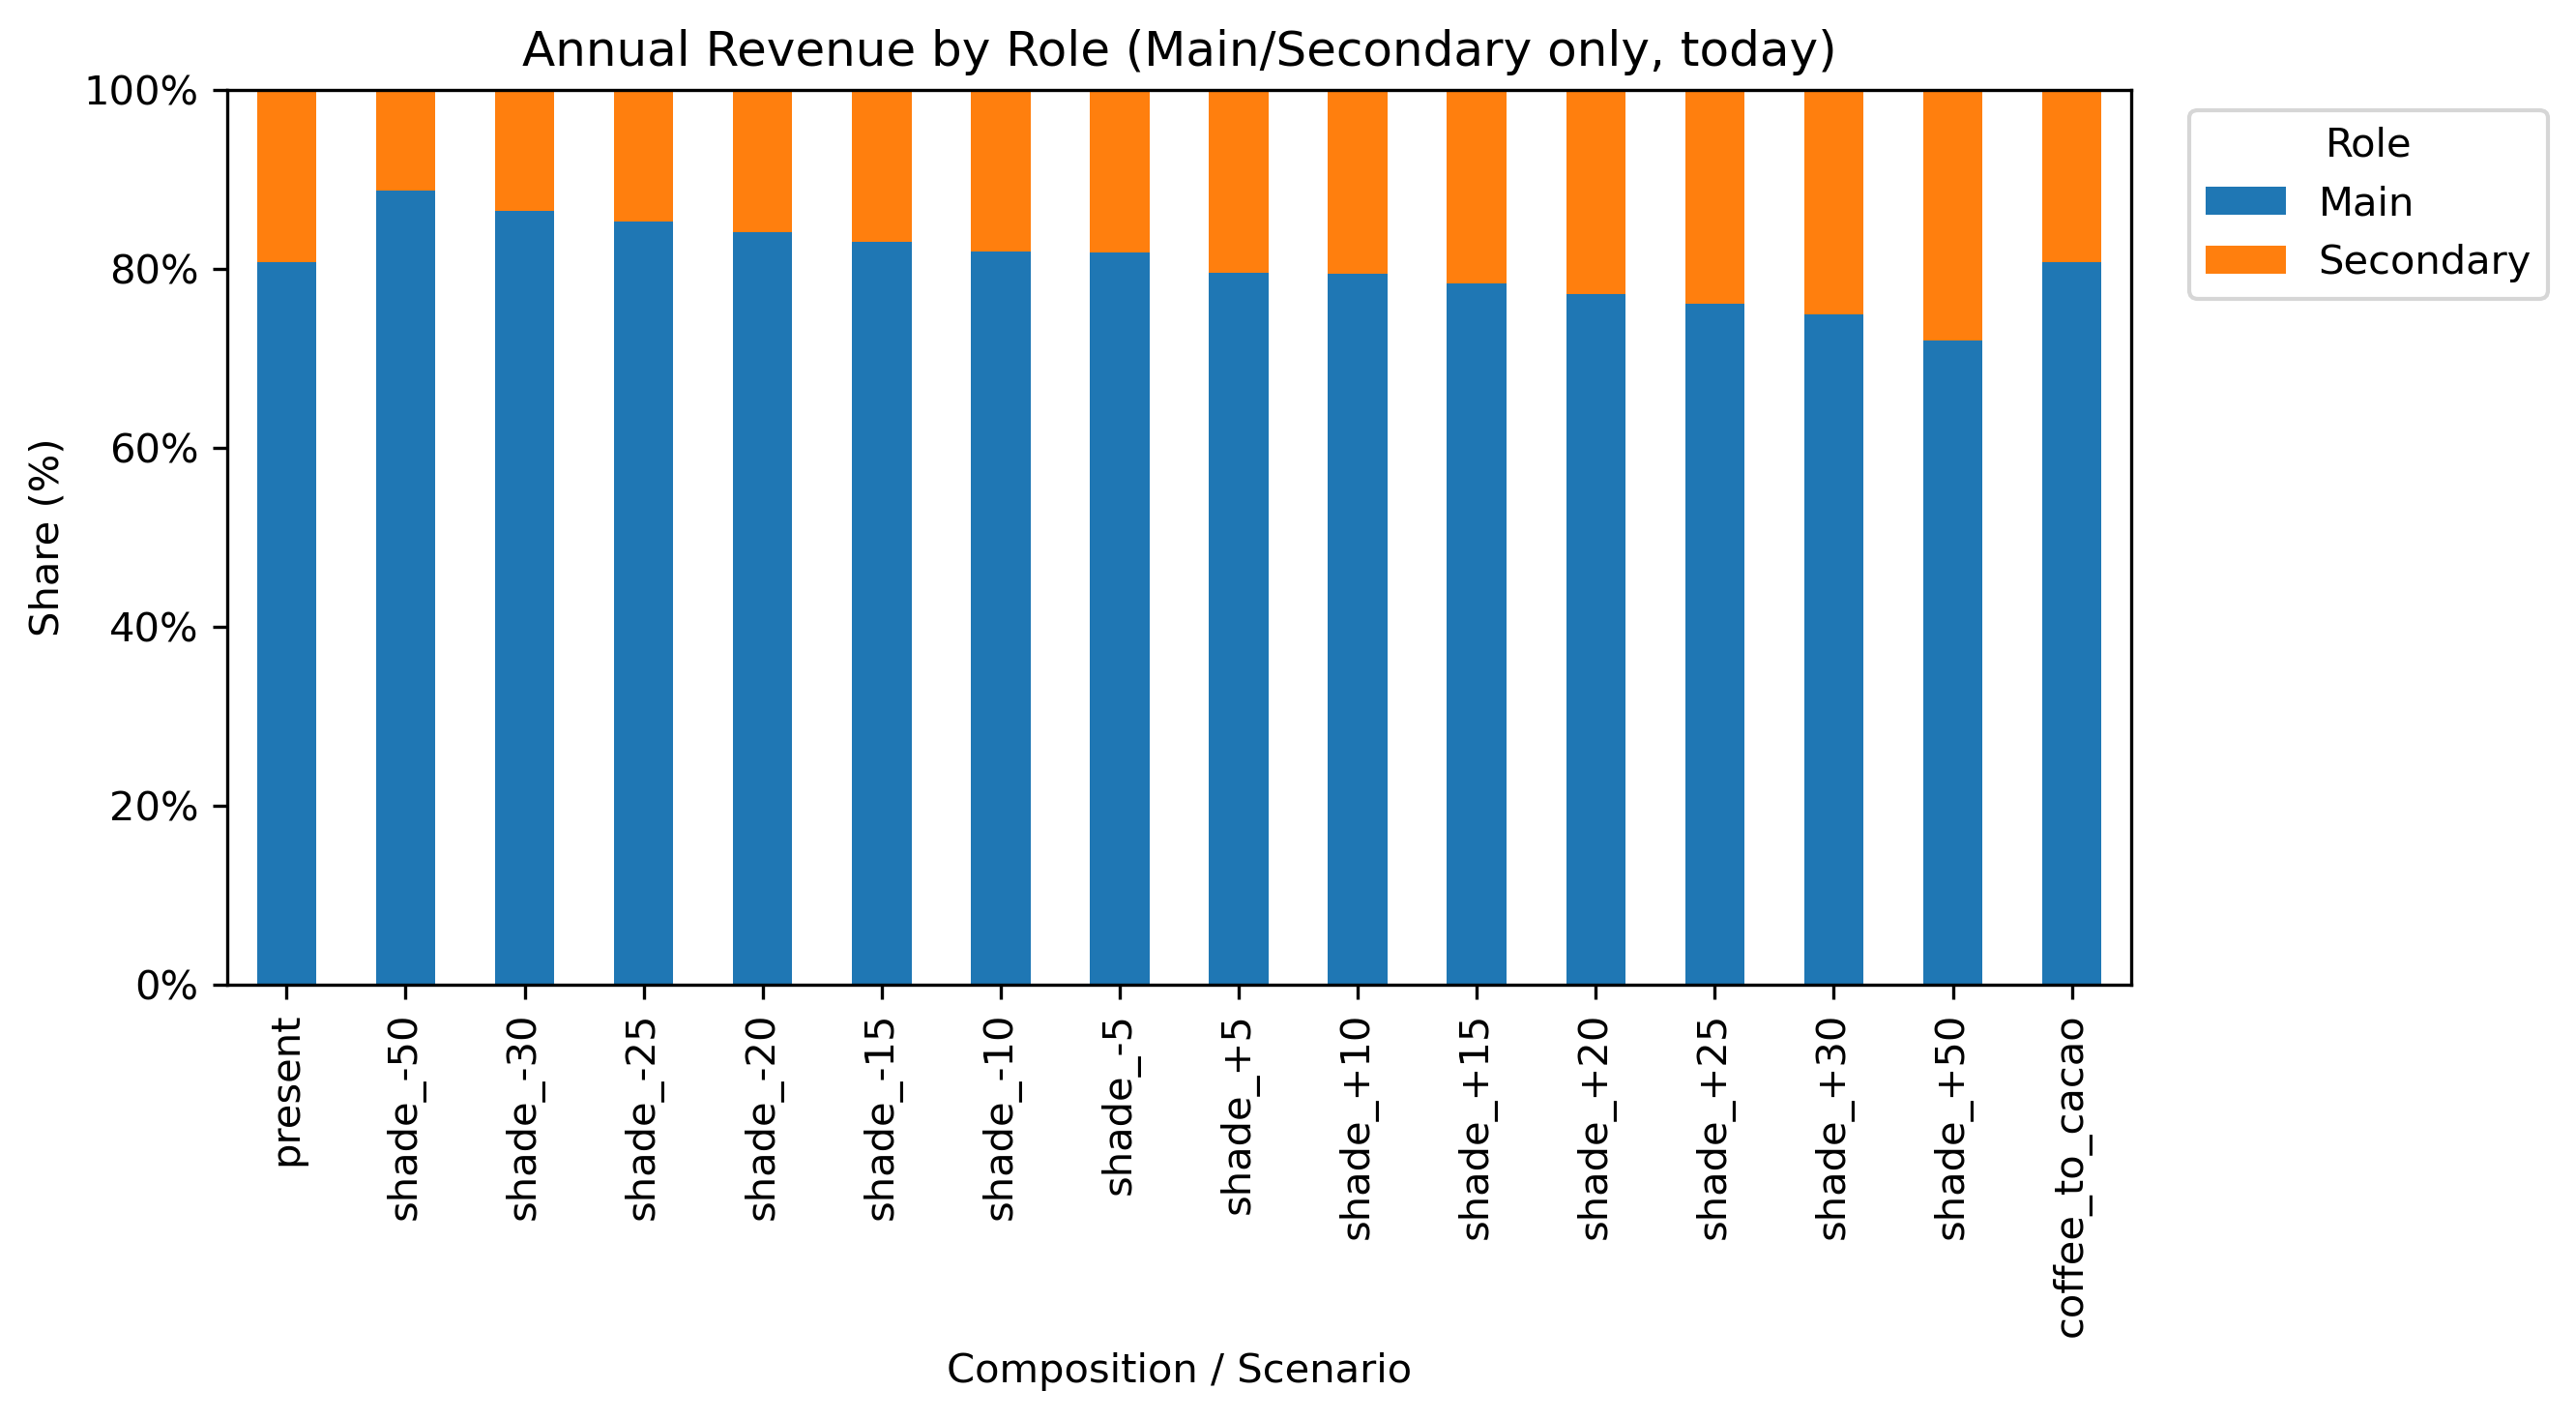 Annual Revenue by Role (Main/Secondary only, today)
Share (%)
100%
80%
60%
40%
20%
0%
present
shade_-50
shade_-30
shade_-25
shade_-20
shade_-15
shade_-10
shade_-5
shade_+5
shade_+10
shade_+15
shade_+20
shade_+25
shade_+30
shade_+50
coffee_to_cacao
Composition / Scenario
Role
Main
Secondary